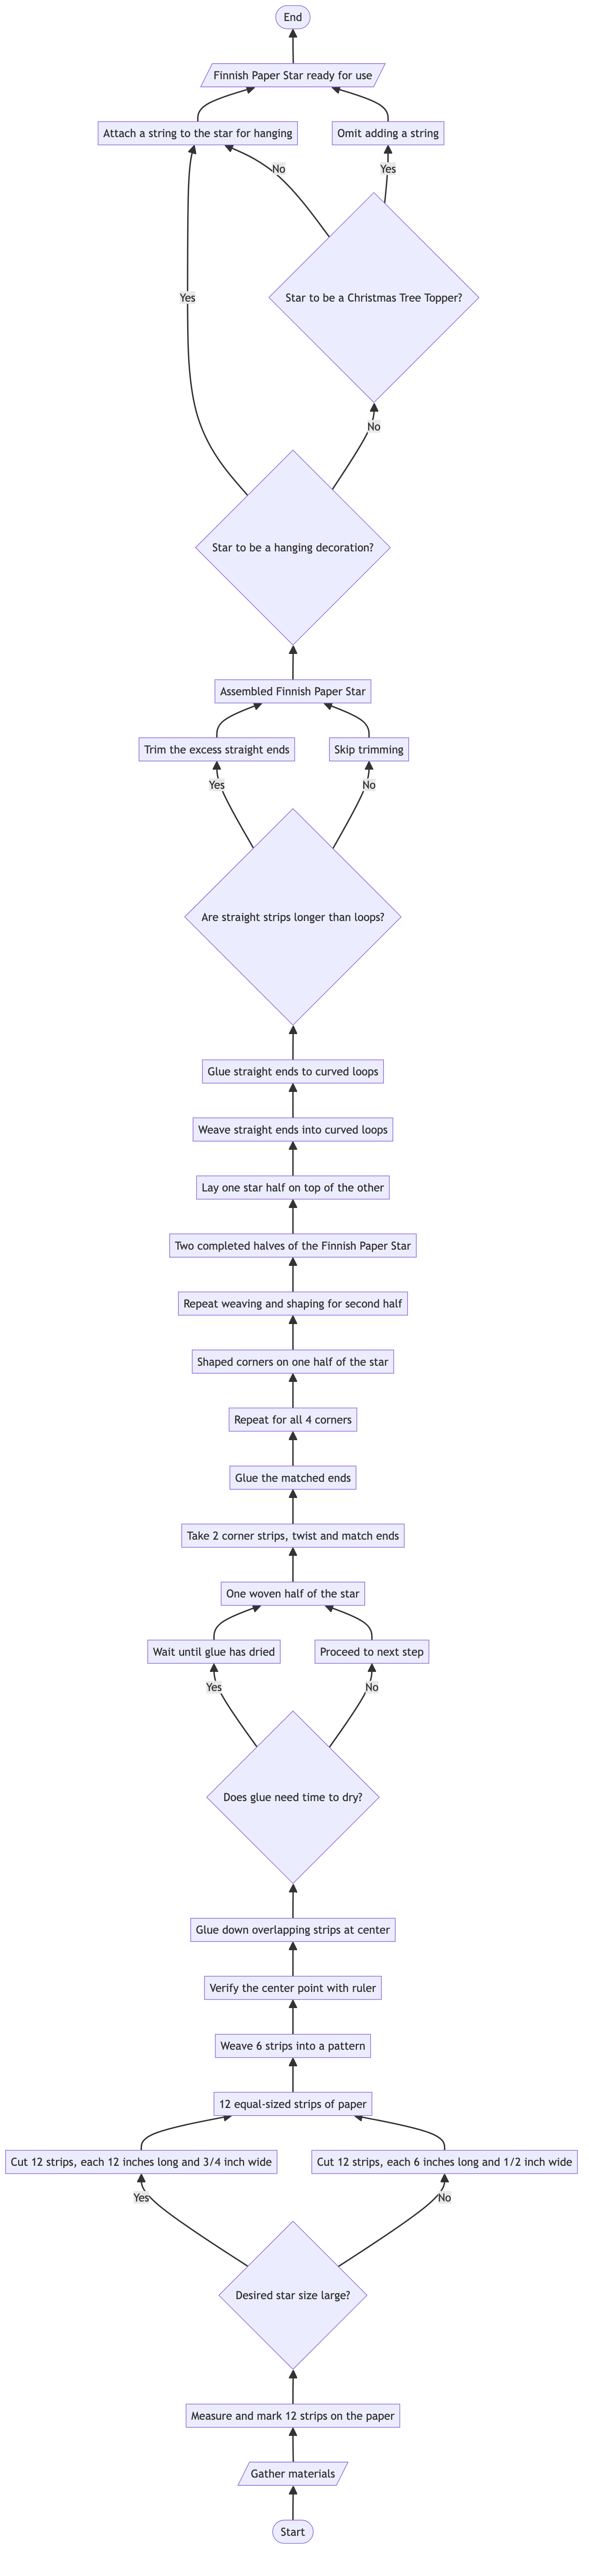 End
Finnish Paper Star ready for use
Attach a string to the star for hanging
Omit adding a string
No
Yes
Yes
Star to be a Christmas Tree Topper?
No
Star to be a hanging decoration?
Assembled Finnish Paper Star
Trim the excess straight ends
Skip trimming
Yes
No
Are straight strips longer than loops?
Glue straight ends to curved loops
Weave straight ends into curved loops
Lay one star half on top of the other
Two completed halves of the Finnish Paper Star
Repeat weaving and shaping for second half
Shaped corners on one half of the star
Repeat for all 4 corners
Glue the matched ends
Take 2 corner strips, twist and match ends
One woven half of the star
Wait until glue has dried
Proceed to next step
Yes
No
Does glue need time to dry?
Glue down overlapping strips at center
Verify the center point with ruler
Weave 6 strips into a pattern
12 equal-sized strips of paper
Cut 12 strips, each 12 inches long and 3/4 inch wide
Cut 12 strips, each 6 inches long and 1/2 inch wide
Yes
No
Desired star size large?
Measure and mark 12 strips on the paper
Gather materials
Start